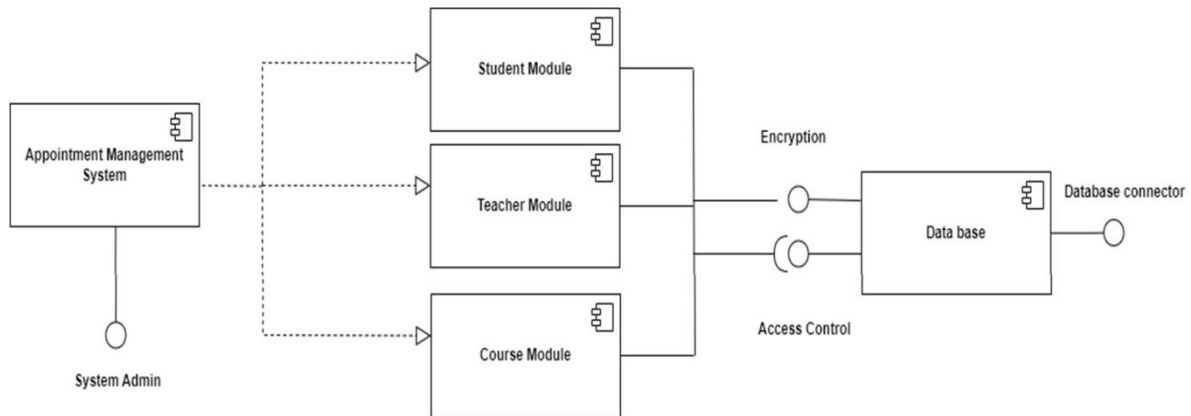 Student Module
Appointment Management
System
Encryption
Teacher Module
Database connector
Data base
Access Control
Course Module
System Admin